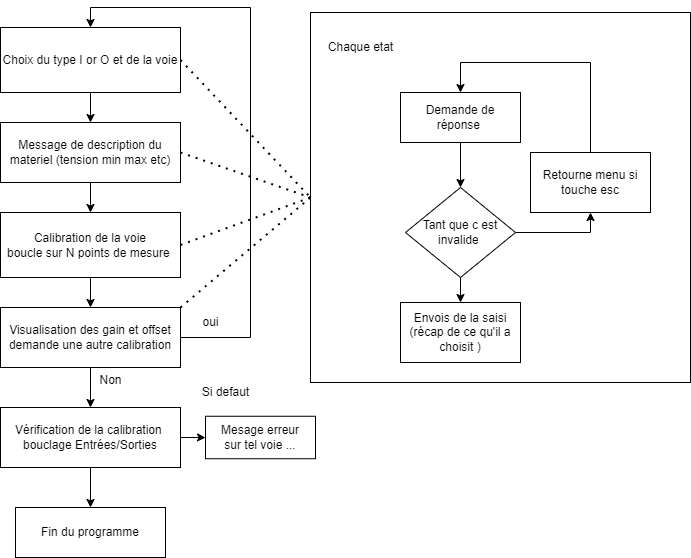 Choix du type I or O et de la voie
Message de description du
materiel (tension min max etc)
Calibration de la voie
boucle sur N points de mesure
Visualisation des gain et offset
demande une autre calibration
oui
Non
Si defaut
Vérification de la calibration
bouclage Entrées/Sorties
Mesage erreur
sur tel voie ...
Fin du programme
Chaque etat
Demande de
réponse
Retourne menu si
touche esc
Tant que c est
invalide
Envois de la saisi
(récap de ce qu'il a
choisit )